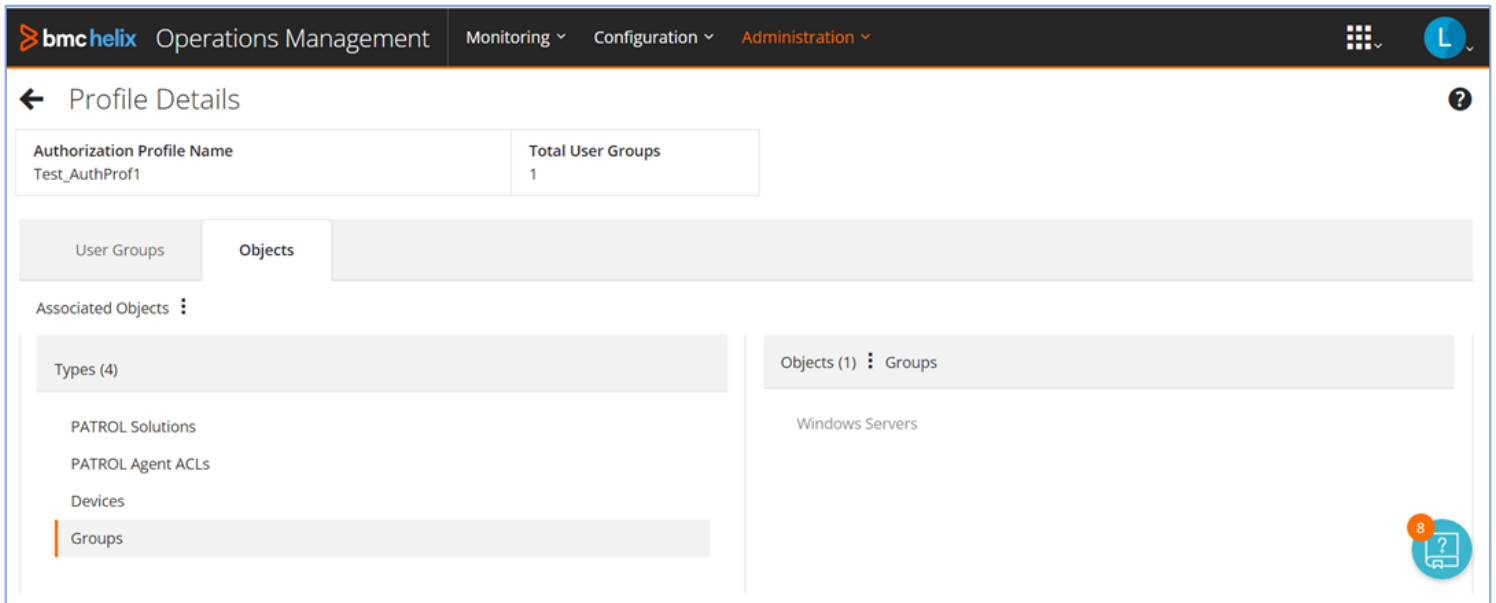 bmchelix Operations Management Monitoring Configuration Administration L
Profile Details
Authorization Profile Name Total User Groups
Test_AuthProf1 1
User Groups Objects
Associated Objects
Types (4) Objects (1) Groups
PATROL Solutions Windows Servers
PATROL Agent ACLs
Devices
Groups
8